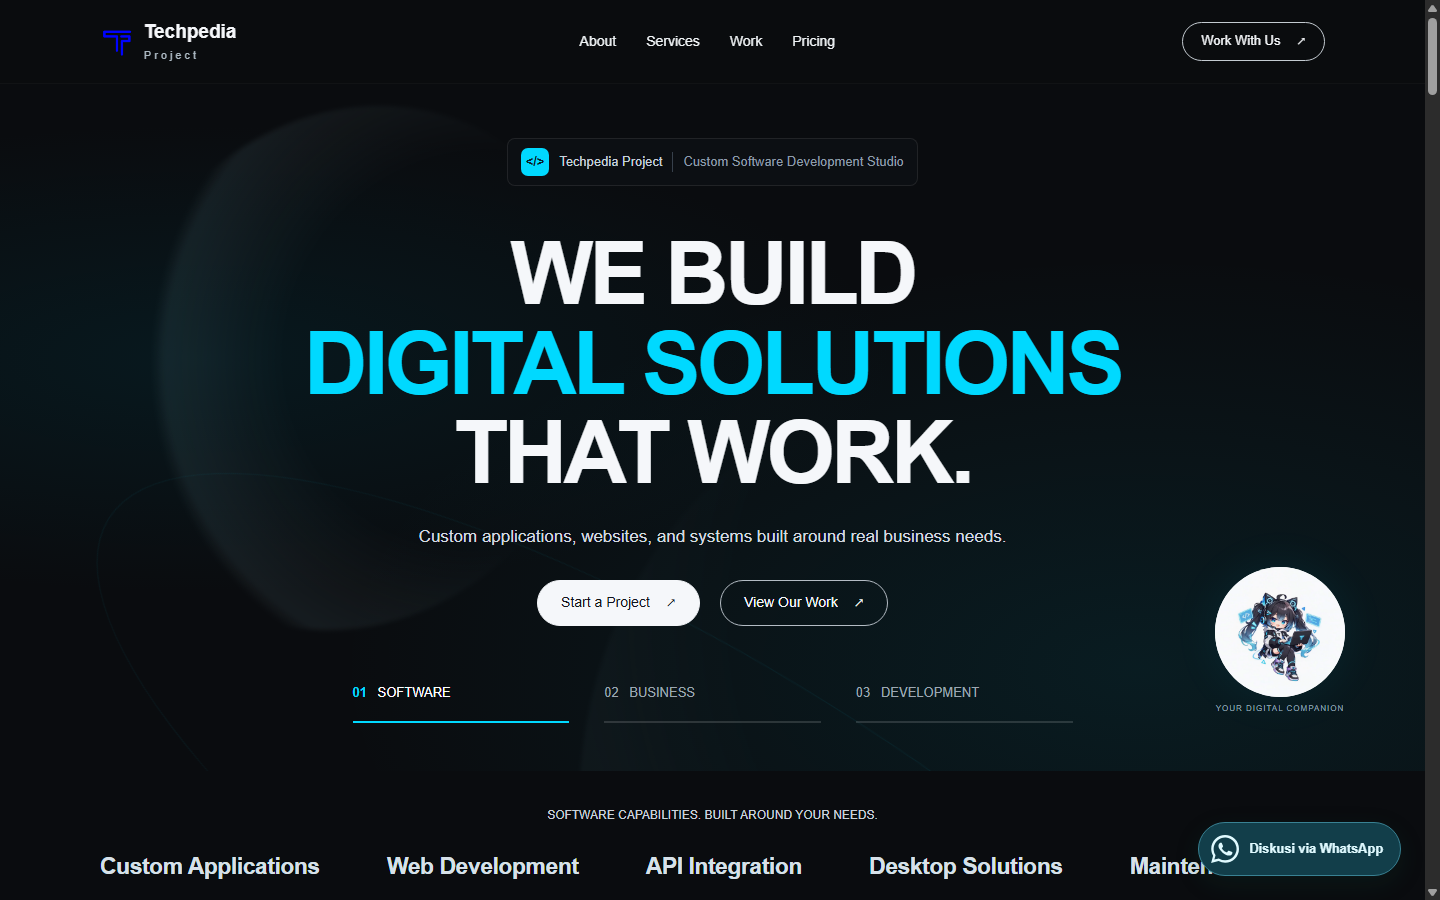 Techpedia
Project
About Services Work Pricing
Work With Us ↗
</> Techpedia Project | Custom Software Development Studio
WE BUILD
DIGITAL SOLUTIONS
THAT WORK.
Custom applications, websites, and systems built around real business needs.
Start a Project ↗ View Our Work ↗
01 SOFTWARE 02 BUSINESS 03 DEVELOPMENT
YOUR DIGITAL COMPANION
SOFTWARE CAPABILITIES. BUILT AROUND YOUR NEEDS.
Custom Applications Web Development API Integration Desktop Solutions
Diskusi via WhatsApp